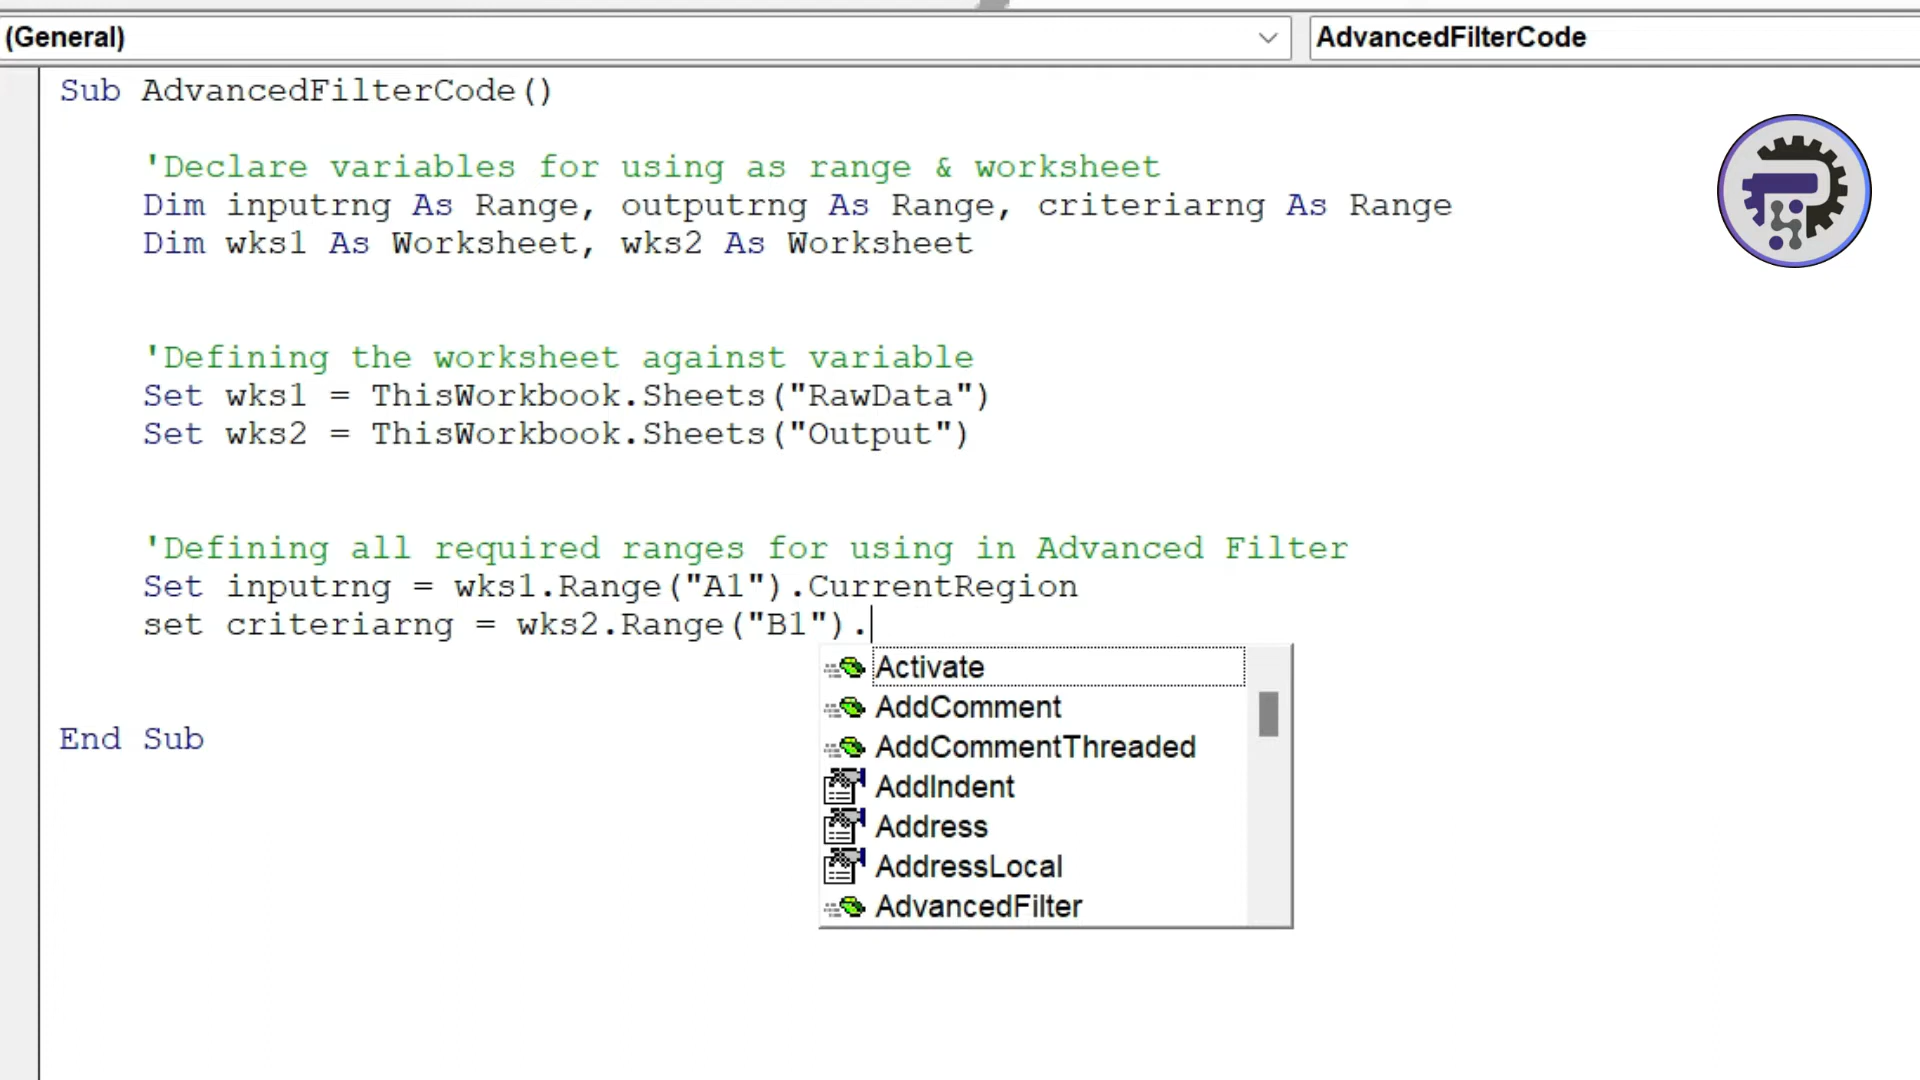 (General)
AdvancedFilterCode
Sub AdvancedFilterCode()
'Declare variables for using as range & worksheet
Dim inputrng As Range, outputrng As Range, criteriarng As Range
Dim wks1 As Worksheet, wks2 As Worksheet
'Defining the worksheet against variable
Set wks1 = ThisWorkbook.Sheets("RawData")
Set wks2 = ThisWorkbook.Sheets("Output")
'Defining all required ranges for using in Advanced Filter
Set inputrng = wks1.Range("A1").CurrentRegion
set criteriarng = wks2.Range("B1").
Activate
AddComment
AddCommentThreaded
AddIndent
Address
AddressLocal
AdvancedFilter
End Sub